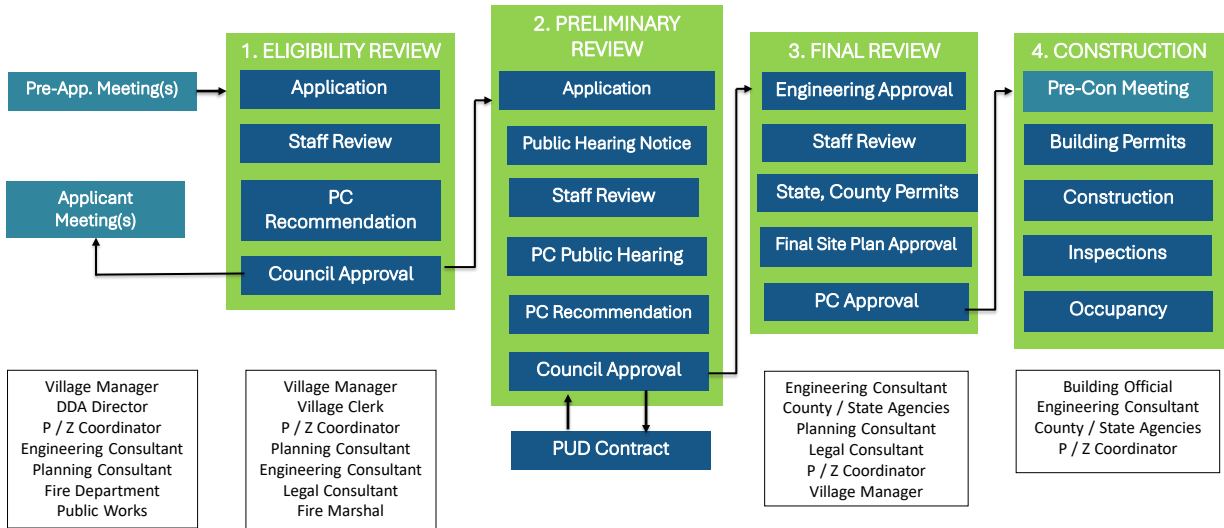 Pre-App. Meeting(s)
Applicant
Meeting(s)
1. ELIGIBILITY REVIEW
Application
Staff Review
PC
Recommendation
Council Approval
2. PRELIMINARY
REVIEW
Application
Public Hearing Notice
Staff Review
PC Public Hearing
PC Recommendation
Council Approval
PUD Contract
3. FINAL REVIEW
Engineering Approval
Staff Review
State, County Permits
Final Site Plan Approval
PC Approval
4. CONSTRUCTION
Pre-Con Meeting
Building Permits
Construction
Inspections
Occupancy
Village Manager
DDA Director
P / Z Coordinator
Engineering Consultant
Planning Consultant
Fire Department
Public Works
Village Manager
Village Clerk
P / Z Coordinator
Planning Consultant
Engineering Consultant
Legal Consultant
Fire Marshal
Engineering Consultant
County / State Agencies
Planning Consultant
Legal Consultant
P / Z Coordinator
Village Manager
Building Official
Engineering Consultant
County / State Agencies
P / Z Coordinator